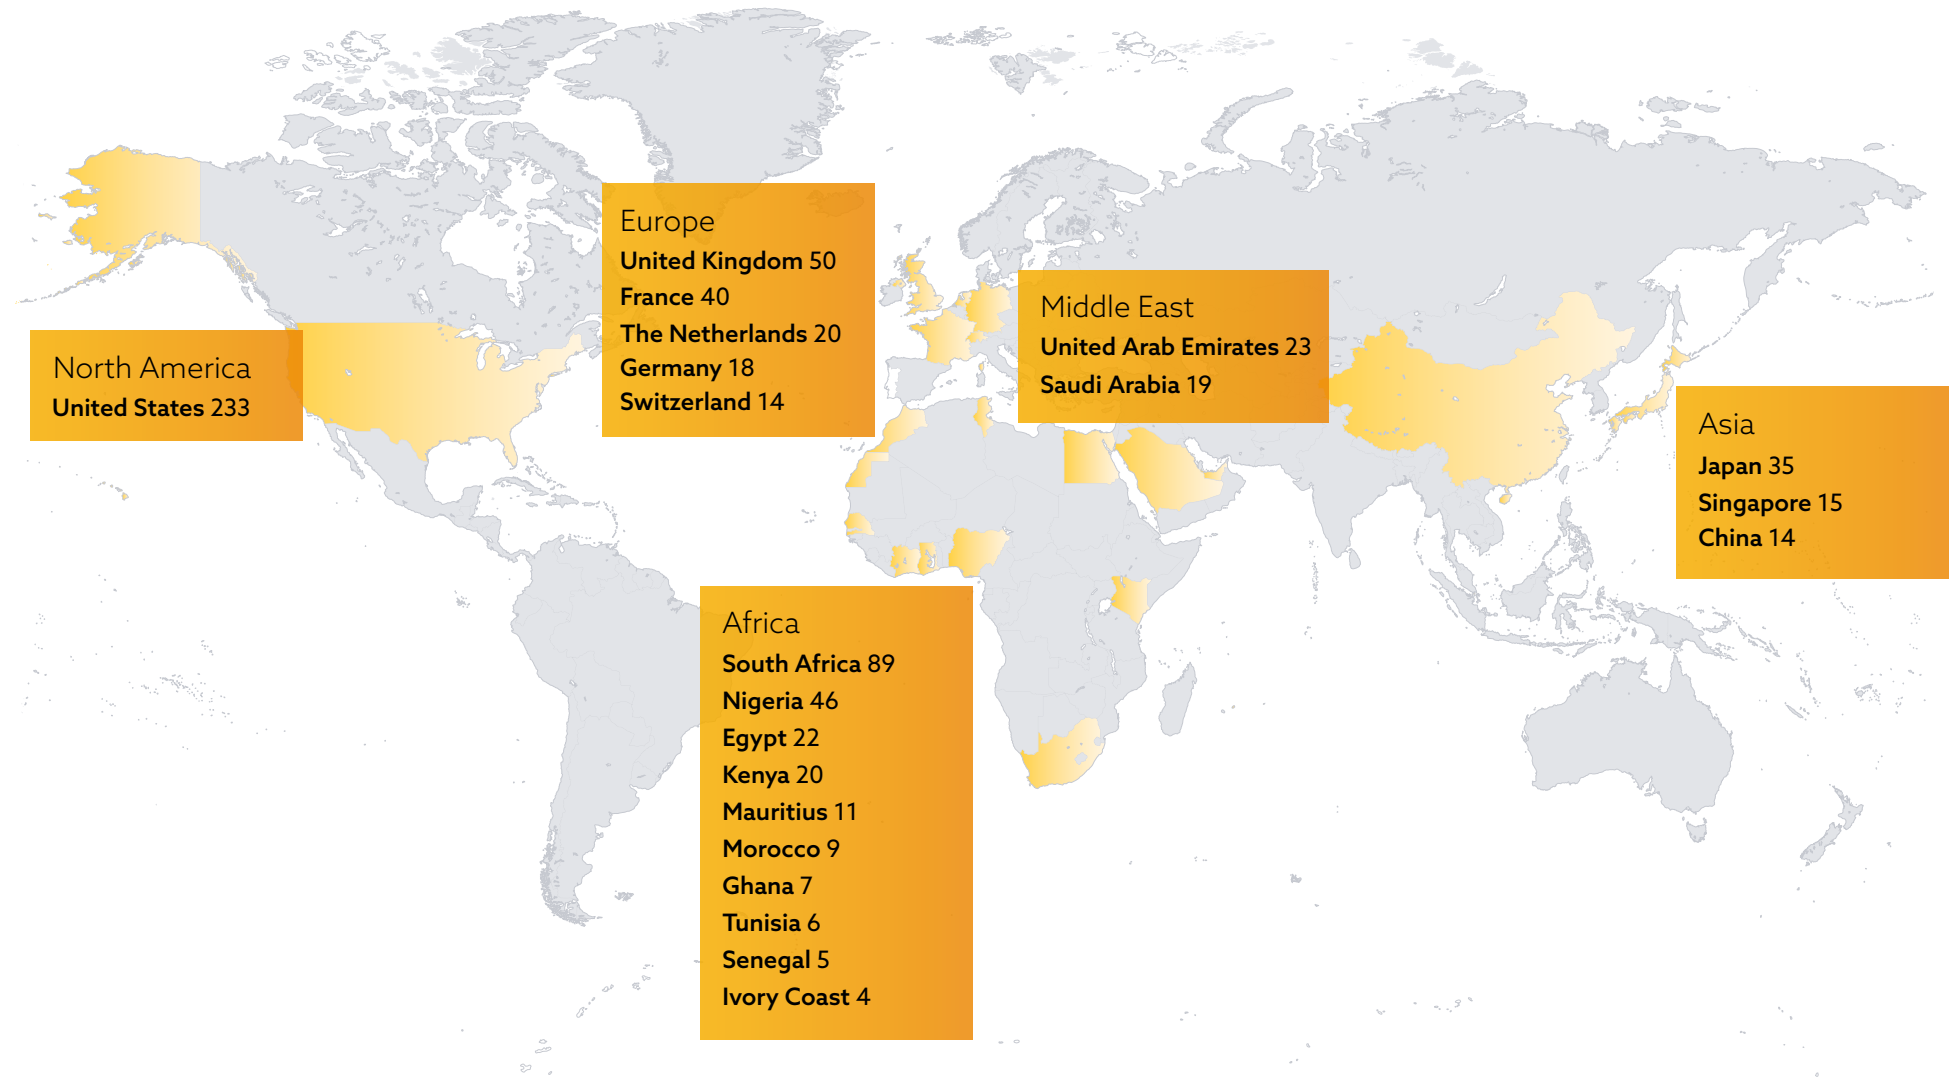 North America
United States 233
Europe
United Kingdom 50
France 40
The Netherlands 20
Germany 18
Switzerland 14
Middle East
United Arab Emirates 23
Saudi Arabia 19
Asia
Japan 35
Singapore 15
China 14
Africa
South Africa 89
Nigeria 46
Egypt 22
Kenya 20
Mauritius 11
Morocco 9
Ghana 7
Tunisia 6
Senegal 5
Ivory Coast 4